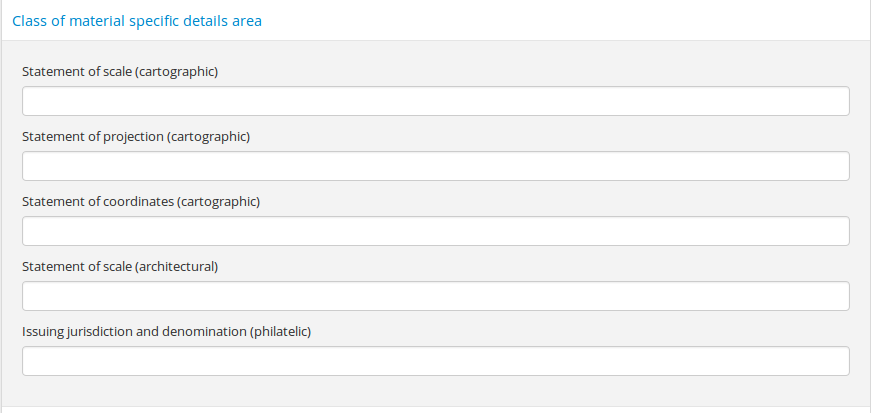 Class of material specific details area
Statement of scale (cartographic)
Statement of projection (cartographic)
Statement of coordinates (cartographic)
Statement of scale (architectural)
Issuing jurisdiction and denomination (philatelic)